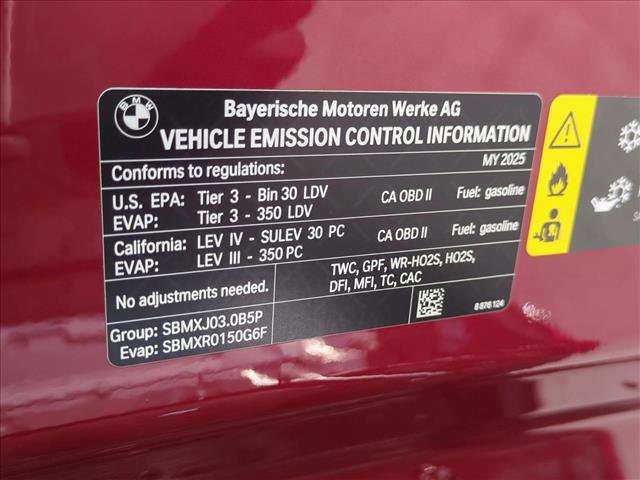 BMW
Bayerische Motoren Werke AG
VEHICLE EMISSION CONTROL INFORMATION
Conforms to regulations: MY 2025
U.S. EPA: Tier 3 - Bin 30 LDV CA OBD II Fuel: gasoline
EVAP: Tier 3 - 350 LDV
California: LEV IV - SULEV 30 PC CA OBD II Fuel: gasoline
EVAP: LEV III - 350 PC
No adjustments needed.
TWC, GPF, WR-HO2S, HO2S,
DFI, MFI, TC, CAC
Group: SBMXJ03.0B5P
Evap: SBMXR0150G6F
8 876 124